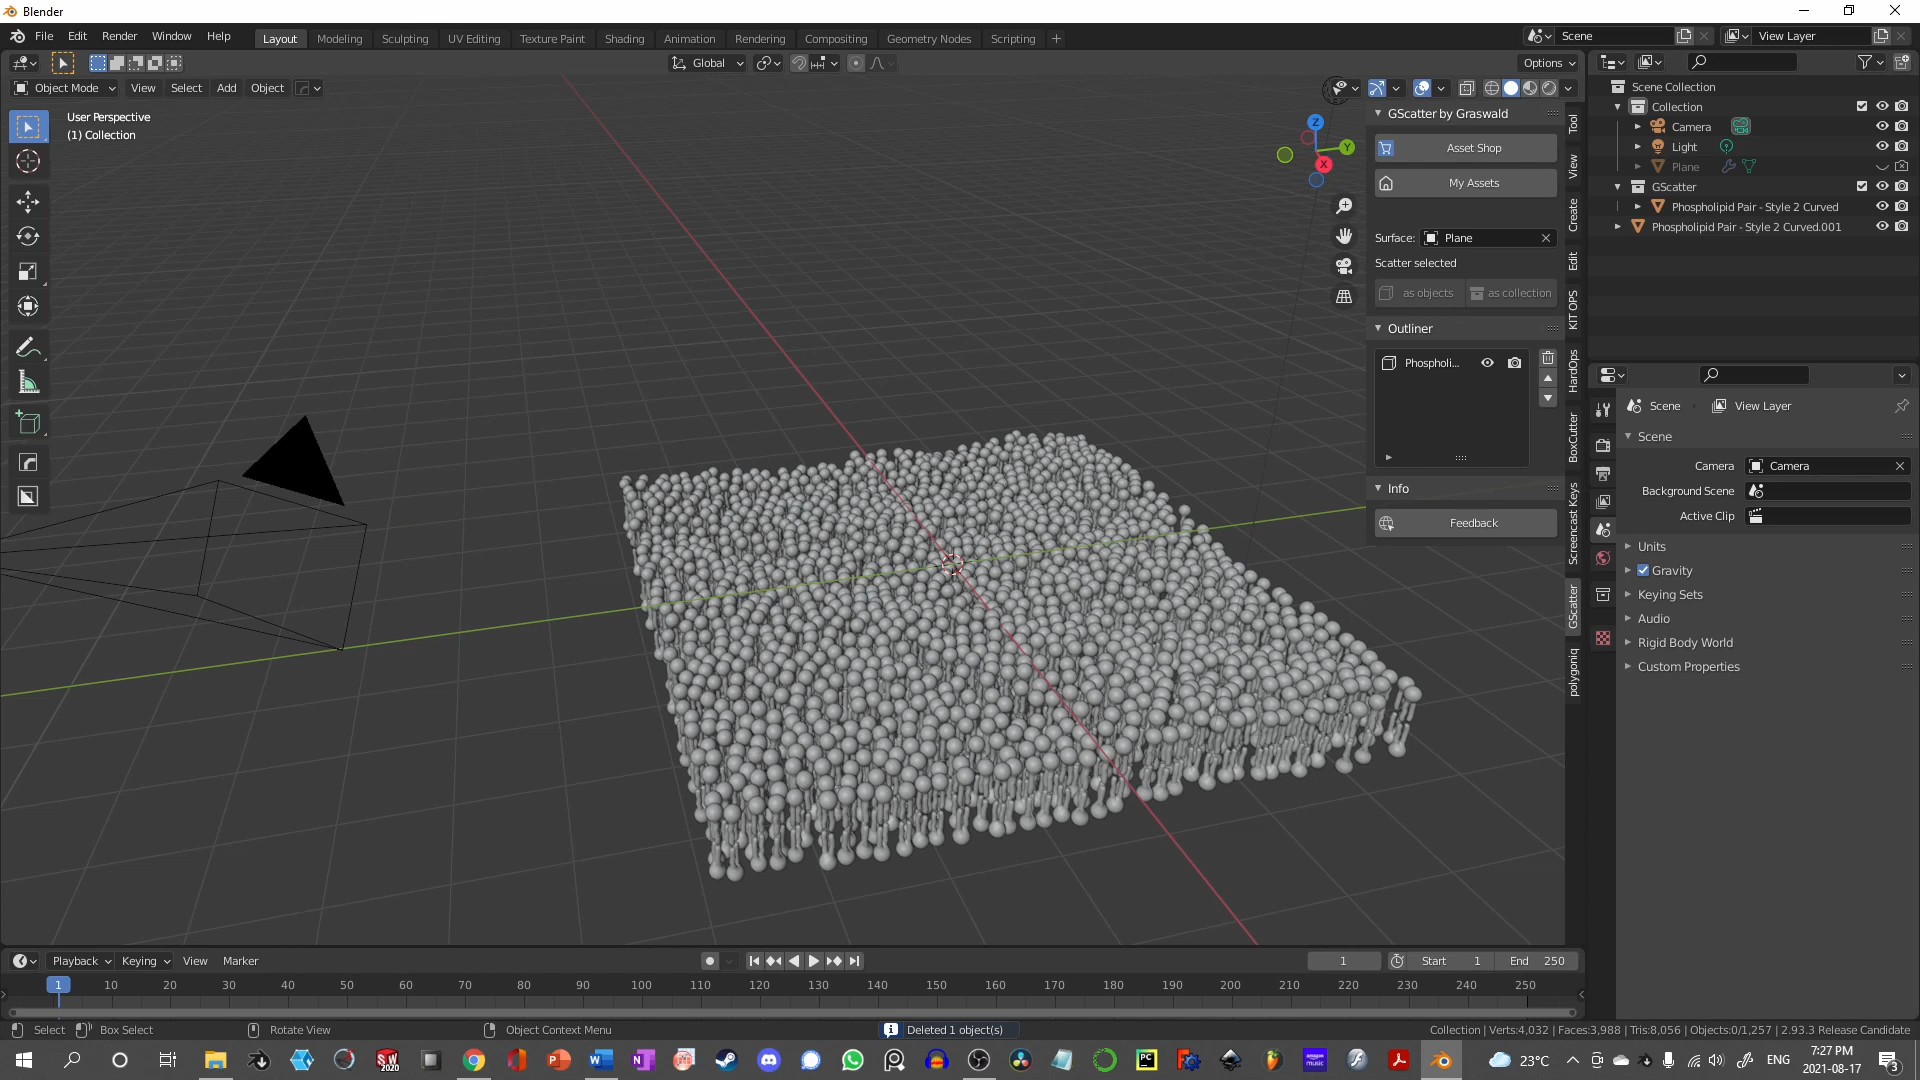 Blender
File Edit Render Window Help
Layout Modeling Sculpting UV Editing Texture Paint Shading Animation Rendering Compositing Geometry Nodes Scripting +
Scene
View Layer
Global
Options
Object Mode View Select Add Object
User Perspective
(1) Collection
Z
Y
X
GScatter by Graswald
Asset Shop
My Assets
Surface: Plane
Scatter selected
as objects as collection
Outliner
Phospholi...
Info
Feedback
Tool
View
Create
Edit
KIT OPS
HardOps
BoxCutter
Screencast Keys
GScatter
polygoniq
Scene Collection
Collection
Camera
Light
Plane
GScatter
Phospholipid Pair - Style 2 Curved
Phospholipid Pair - Style 2 Curved.001
Scene View Layer
Scene
Camera Camera
Background Scene
Active Clip
Units
Gravity
Keying Sets
Audio
Rigid Body World
Custom Properties
Playback Keying View Marker
1 Start 1 End 250
1 10 20 30 40 50 60 70 80 90 100 110 120 130 140 150 160 170 180 190 200 210 220 230 240 250
Select Box Select Rotate View Object Context Menu Deleted 1 object(s) Collection | Verts:4,032 | Faces:3,988 | Tris:8,056 | Objects:0/1,257 | 2.93.3 Release Candidate
SW
2020
PC
amazon
music
23°C
ENG
7:27 PM
2021-08-17
3